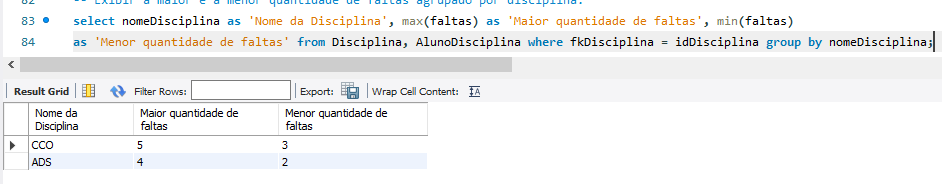 82 -- Exibir a maior e a menor quantidade de faltas agrupado por disciplina.
83 select nomeDisciplina as 'Nome da Disciplina', max(faltas) as 'Maior quantidade de faltas', min(faltas)
84 as 'Menor quantidade de faltas' from Disciplina, AlunoDisciplina where fkDisciplina = idDisciplina group by nomeDisciplina;
Result Grid Filter Rows: Export: Wrap Cell Content: IA
Nome da Disciplina Maior quantidade de faltas Menor quantidade de faltas
CCO 5 3
ADS 4 2